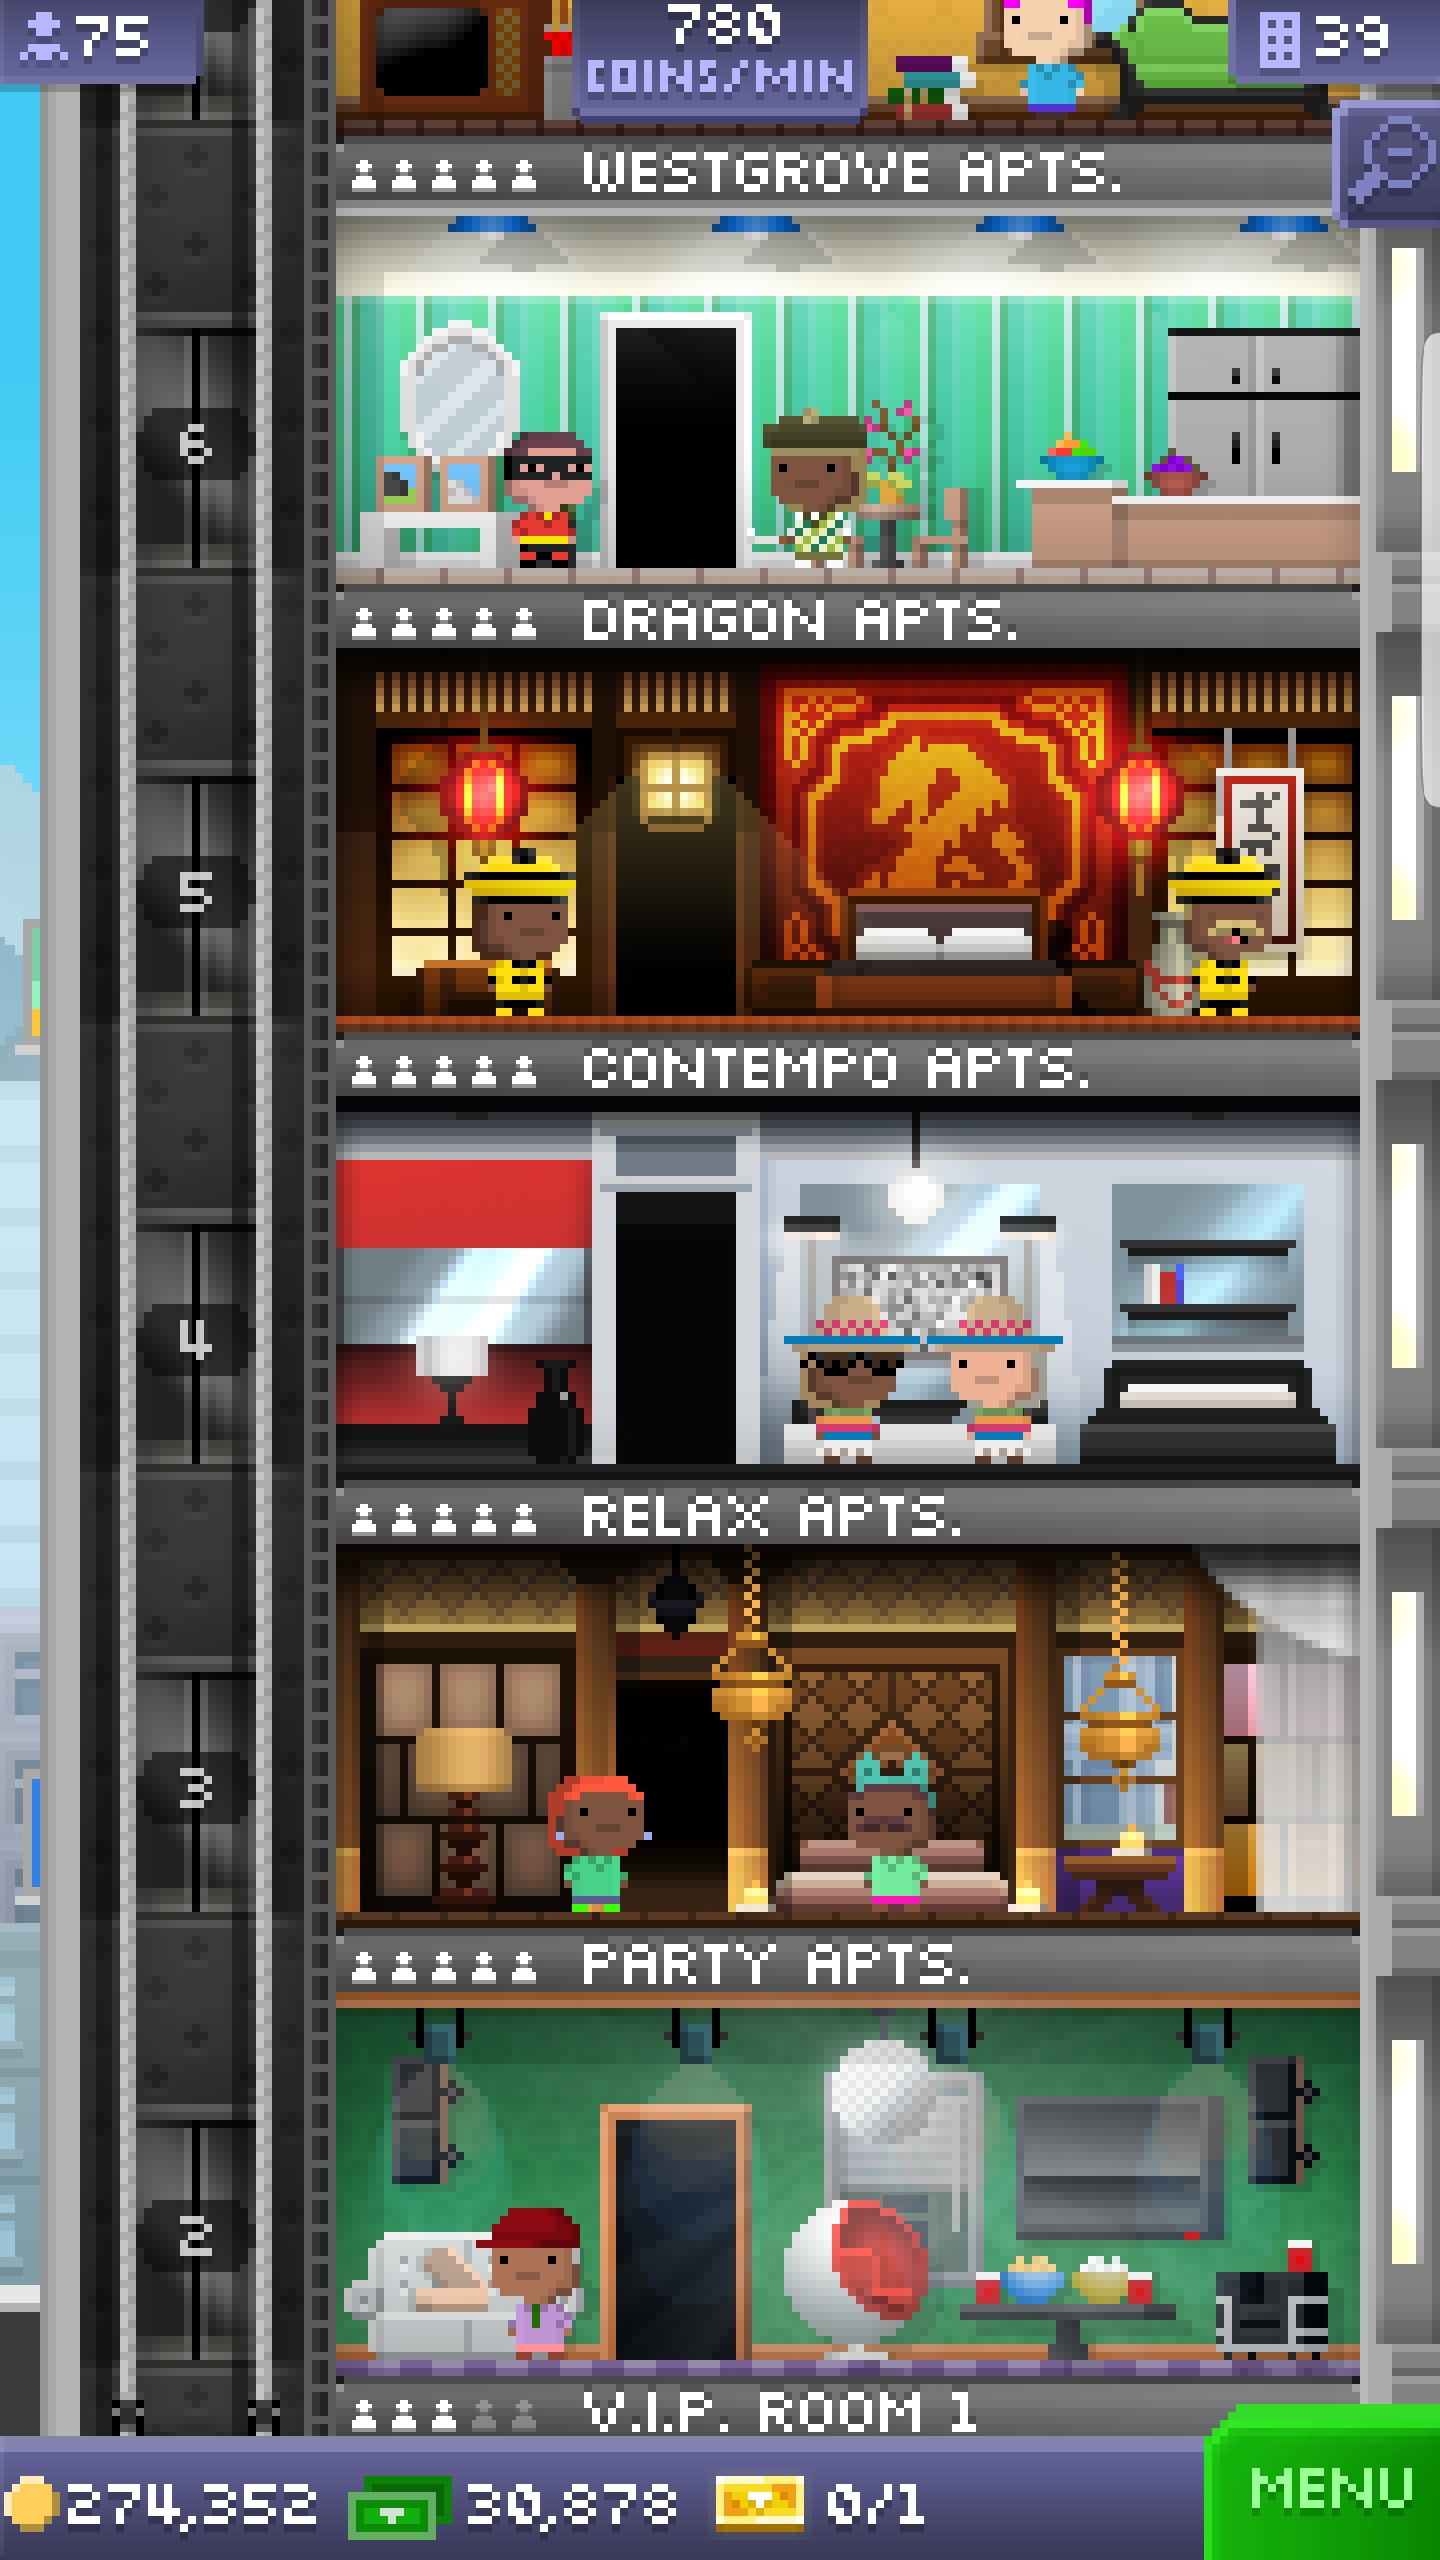 75
780
COINS/MIN
39
WESTGROVE APTS.
6
DRAGON APTS.
5
CONTEMPO APTS.
4
RELAX APTS.
3
PARTY APTS.
2
V.I.P. ROOM 1
274,352
30,878
0/1
MENU